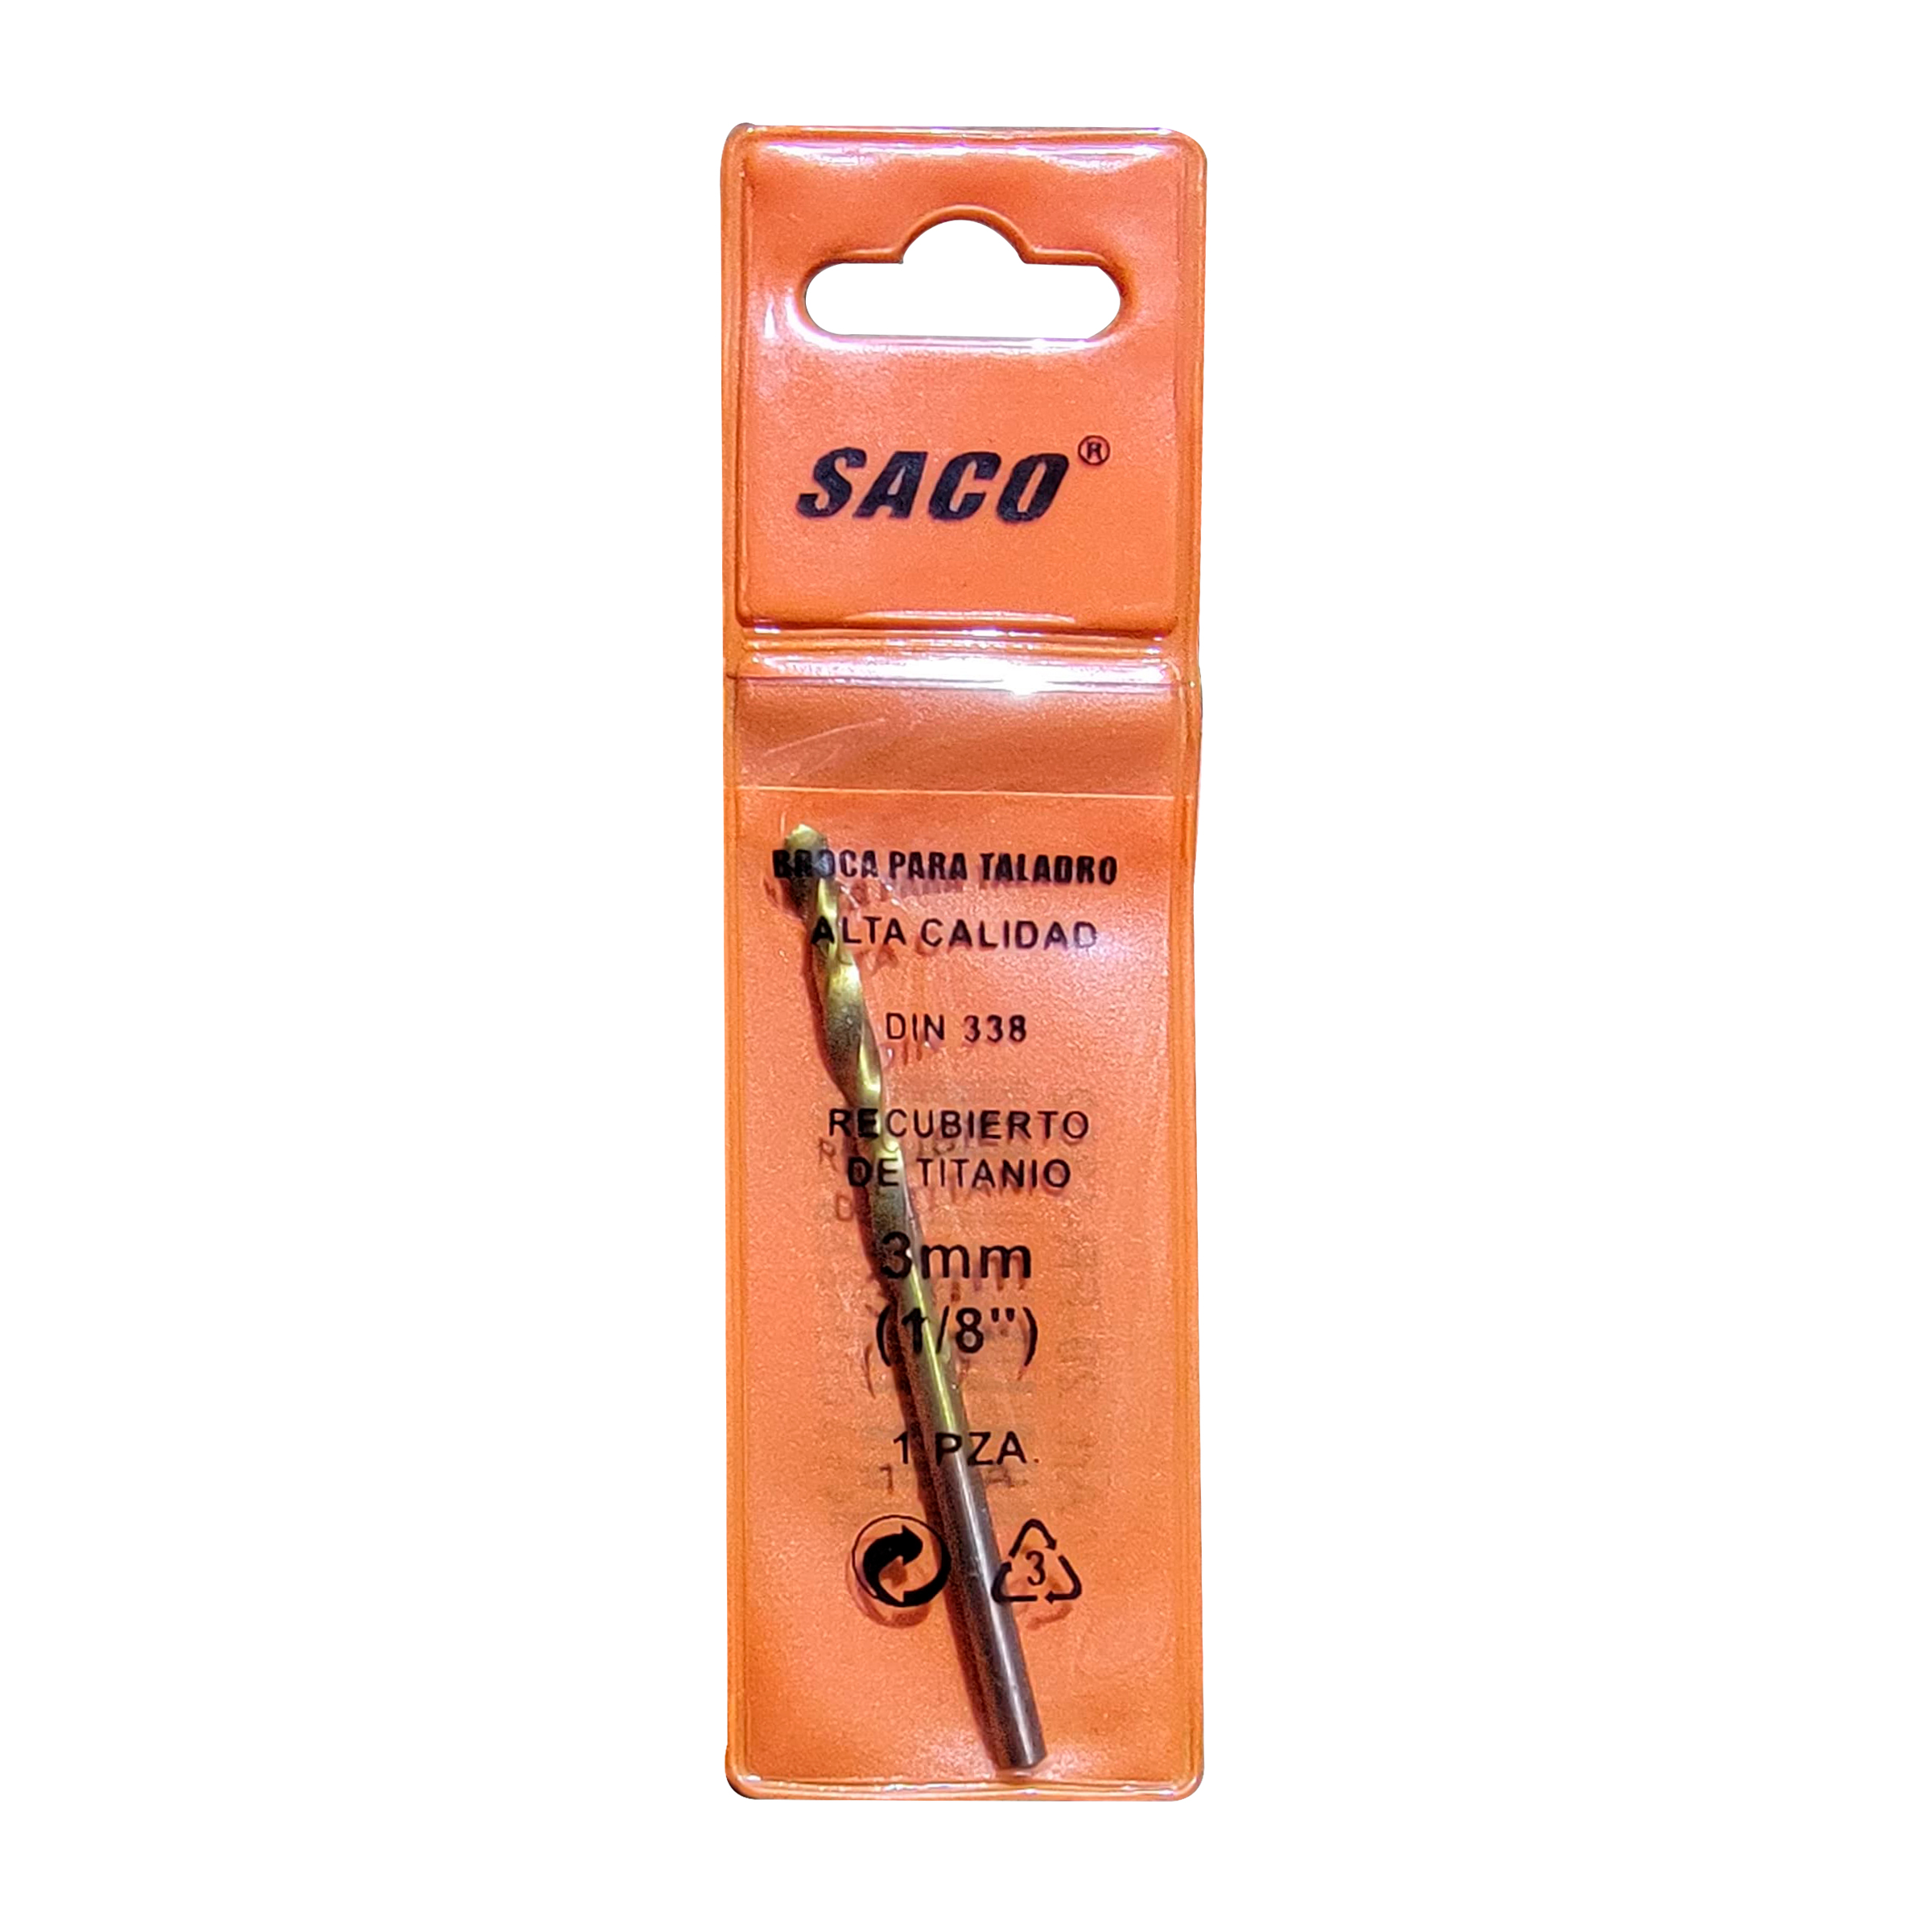 SACO®
BROCA PARA TALADRO
ALTA CALIDAD
DIN 338
RECUBIERTO
DE TITANIO
3mm
(1/8")
1 PZA.
3